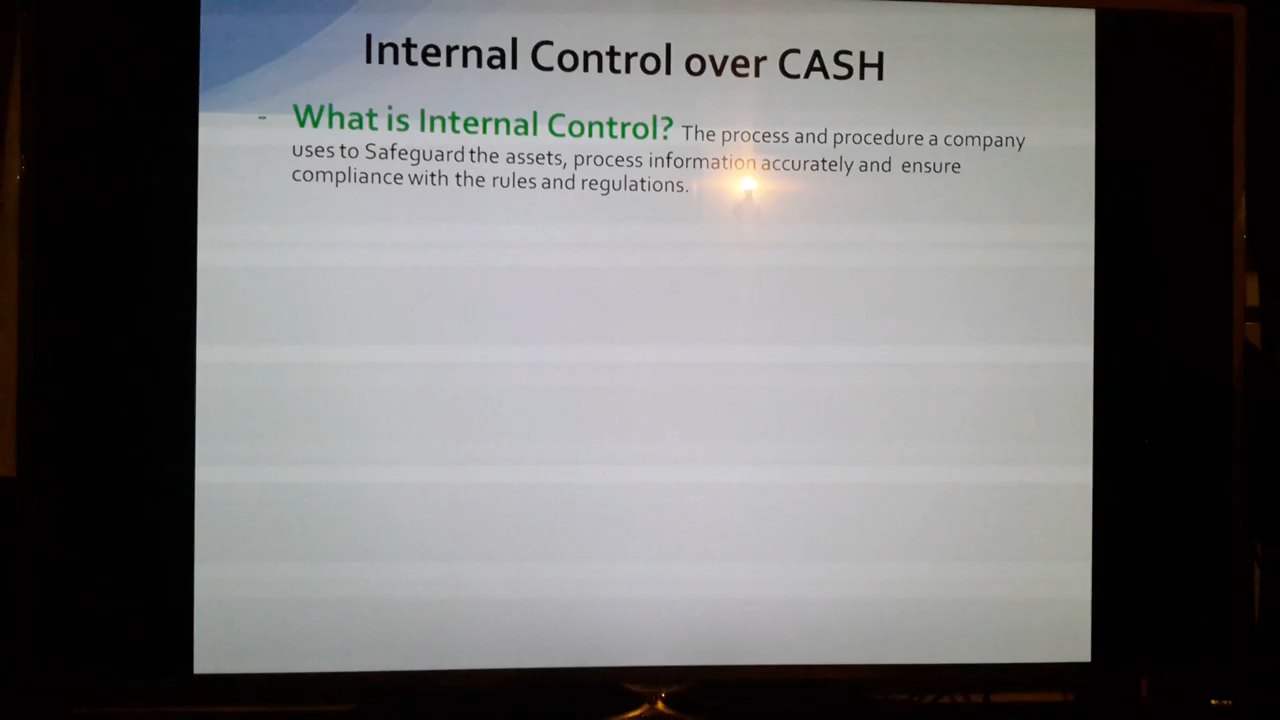 Internal Control over CASH
- What is Internal Control? The process and procedure a company
uses to Safeguard the assets, process information accurately and ensure
compliance with the rules and regulations.